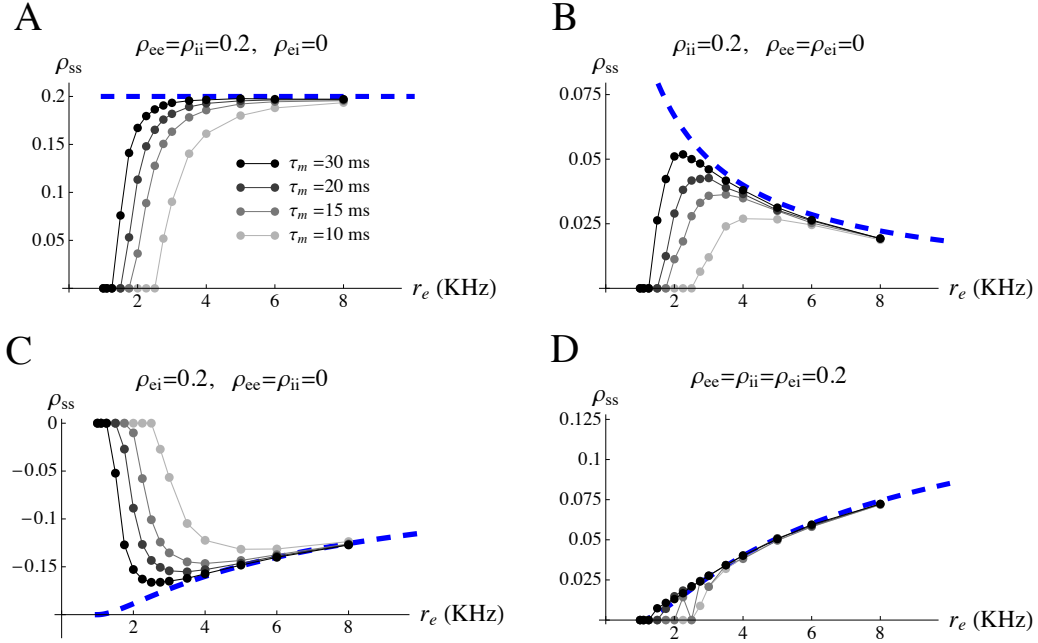 A
ρee=ρii=0.2, ρei=0
ρss
0.2
0.15
0.1
0.05
τm =30 ms
τm =20 ms
τm =15 ms
τm =10 ms
2 4 6 8
re (KHz)
B
ρii=0.2, ρee=ρei=0
ρss
0.075
0.05
0.025
2 4 6 8
re (KHz)
C
ρei=0.2, ρee=ρii=0
ρss
0
−0.05
−0.1
−0.15
2 4 6 8
re (KHz)
D
ρee=ρii=ρei=0.2
ρss
0.125
0.1
0.075
0.05
0.025
0
2 4 6 8
re (KHz)